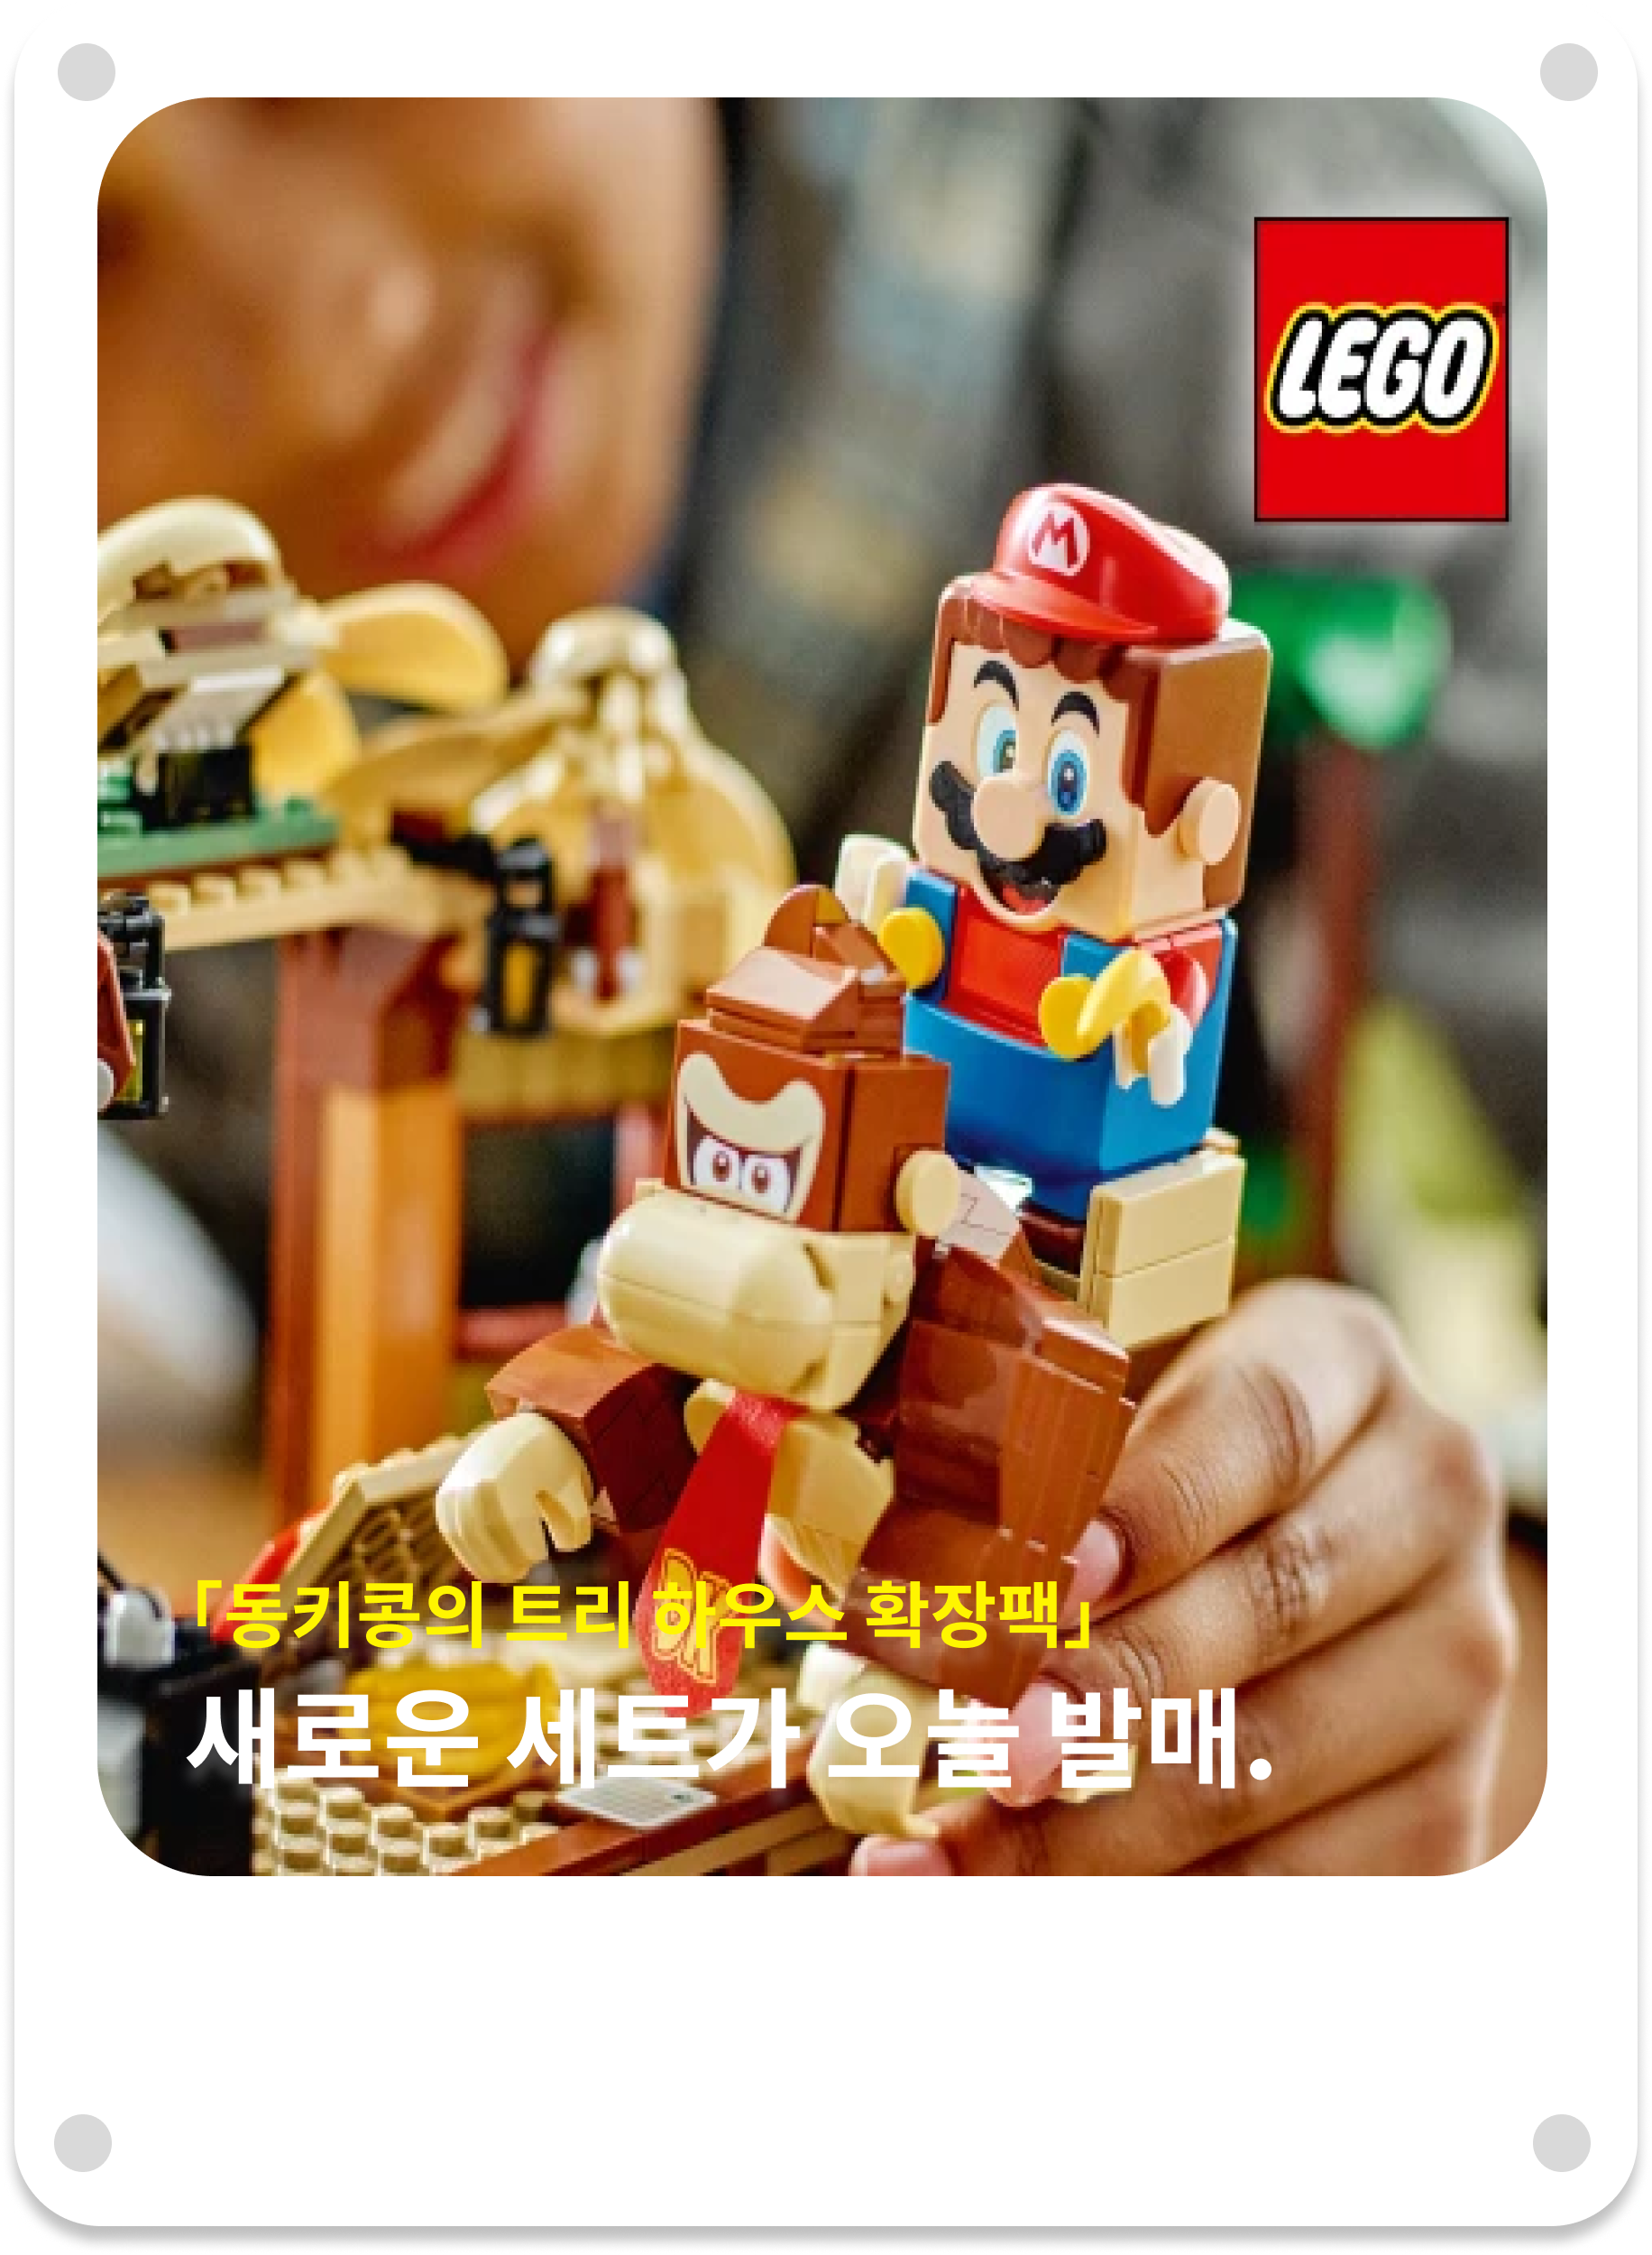 LEGO
M
DK
「동키콩의 트리 하우스 확장팩」
새로운 세트가 오늘 발매.